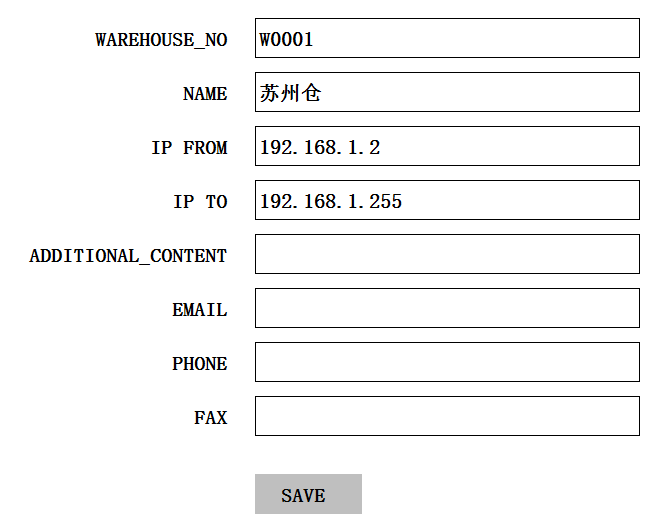 WAREHOUSE_NO W0001
NAME 苏州仓
IP FROM 192.168.1.2
IP TO 192.168.1.255
ADDITIONAL_CONTENT
EMAIL
PHONE
FAX
SAVE